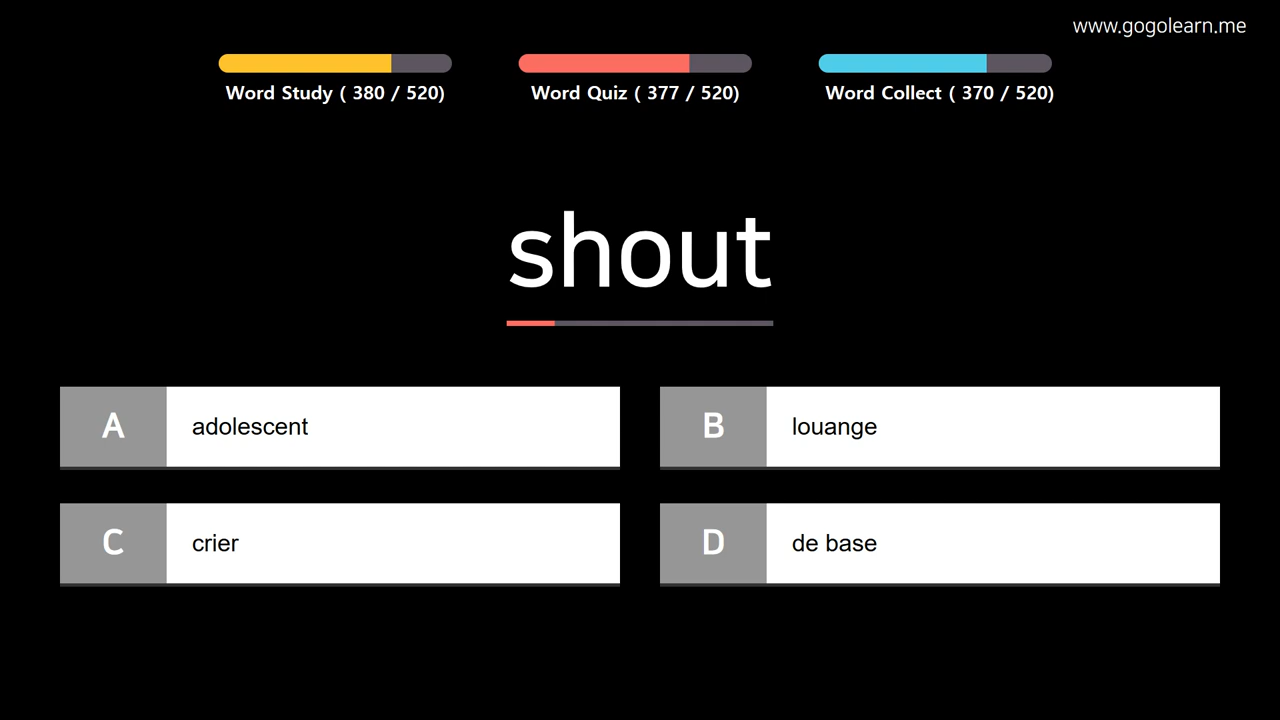 www.gogolearn.me
Word Study ( 380 / 520)
Word Quiz ( 377 / 520)
Word Collect ( 370 / 520)
shout
A adolescent
B louange
C crier
D de base